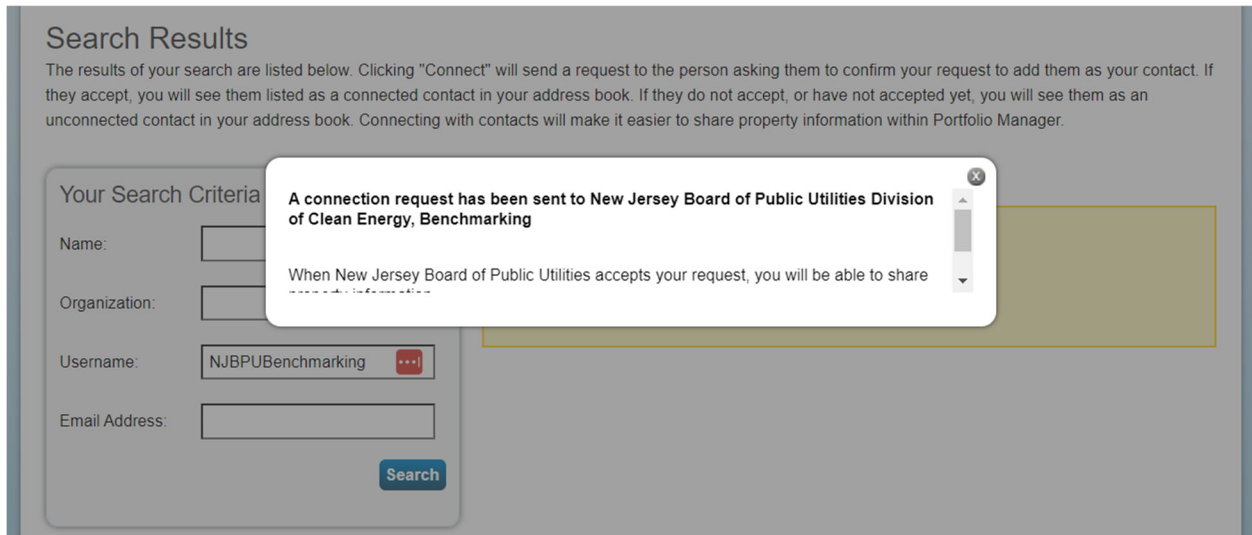 Search Results
The results of your search are listed below. Clicking "Connect" will send a request to the person asking them to confirm your request to add them as your contact. If
they accept, you will see them listed as a connected contact in your address book. If they do not accept, or have not accepted yet, you will see them as an
unconnected contact in your address book. Connecting with contacts will make it easier to share property information within Portfolio Manager.
Your Search Criteria
A connection request has been sent to New Jersey Board of Public Utilities Division
of Clean Energy, Benchmarking
Name:
When New Jersey Board of Public Utilities accepts your request, you will be able to share
property information
Organization:
Username:
NJBPUBenchmarking
Email Address:
Search